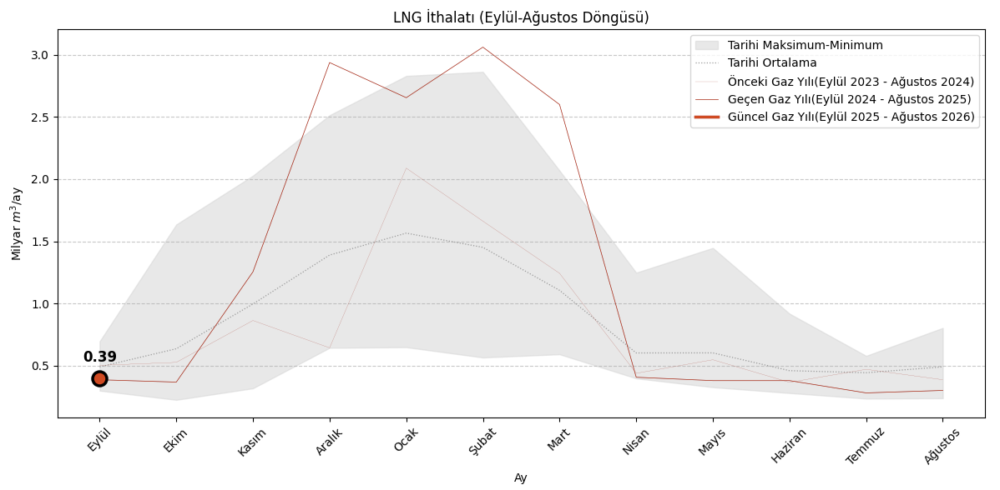 LNG İthalatı (Eylül-Ağustos Döngüsü)
Tarihi Maksimum-Minimum
Tarihi Ortalama
Önceki Gaz Yılı(Eylül 2023 - Ağustos 2024)
Geçen Gaz Yılı(Eylül 2024 - Ağustos 2025)
Güncel Gaz Yılı(Eylül 2025 - Ağustos 2026)
Milyar m³/ay
3.0
2.5
2.0
1.5
1.0
0.5
0.39
Eylül
Ekim
Kasım
Aralık
Ocak
Şubat
Mart
Nisan
Mayıs
Haziran
Temmuz
Ağustos
Ay